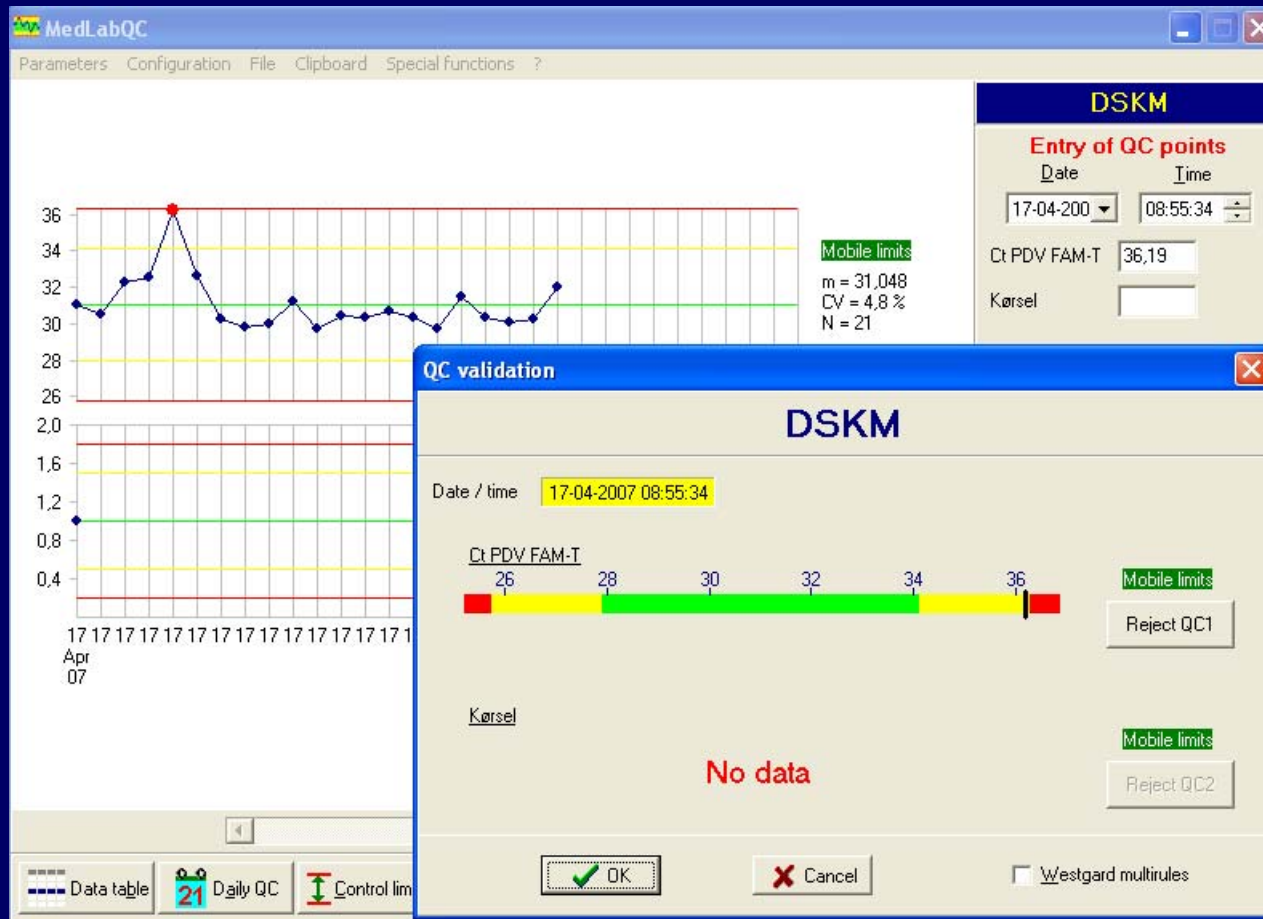 MedLabQC
Parameters Configuration File Clipboard Special functions ?
DSKM
Entry of QC points
Date Time
17-04-200 08:55:34
Ct PDV FAM-T 36,19
Kørsel
36
34
32
30
28
26
Mobile limits
m = 31,048
CV = 4,8 %
N = 21
2,0
1,6
1,2
0,8
0,4
17 17 17 17 17 17 17 17 17 17 17 17 17 17 1
Apr
07
QC validation
DSKM
Date / time 17-04-2007 08:55:34
Ct PDV FAM-T
26 28 30 32 34 36
Mobile limits
Reject QC1
Kørsel
No data
Mobile limits
Reject QC2
OK Cancel Westgard multirules
Data table 21 Daily QC Control lim